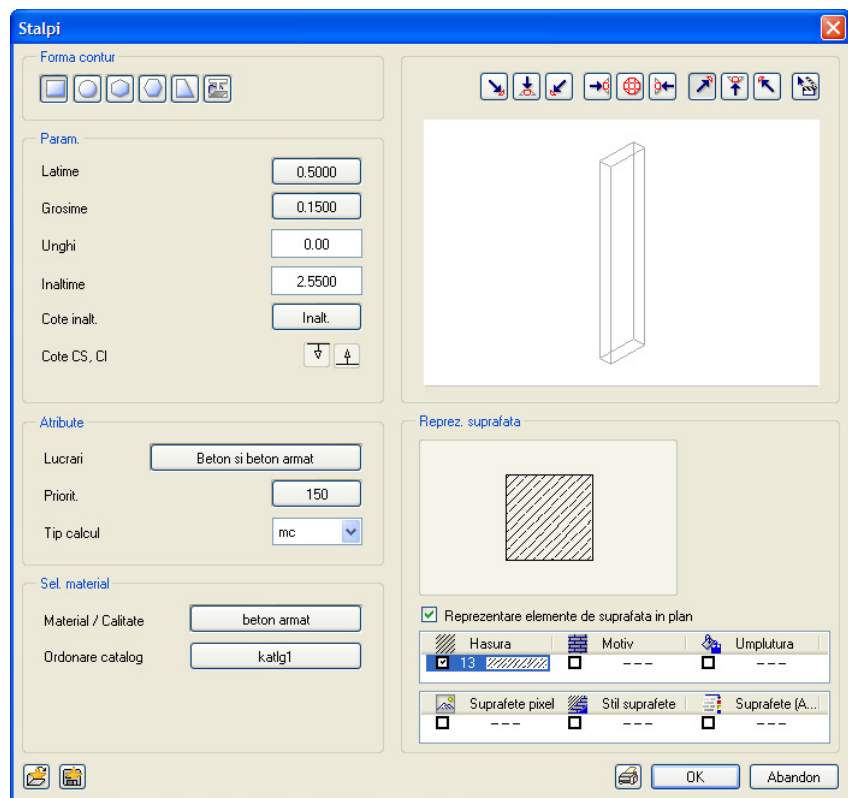 Stalpi
Forma contur
Param.
Latime 0.5000
Grosime 0.1500
Unghi 0.00
Inaltime 2.5500
Cote inalt. Inalt.
Cote CS, CI
Atribute
Lucrari Beton si beton armat
Priorit. 150
Tip calcul mc
Sel. material
Material / Calitate beton armat
Ordonare catalog katlg1
Reprez. suprafata
Reprezentare elemente de suprafata in plan
Hasura Motiv Umplutura
13 --- ---
Suprafete pixel Stil suprafete Suprafete (A...
--- --- ---
OK Abandon